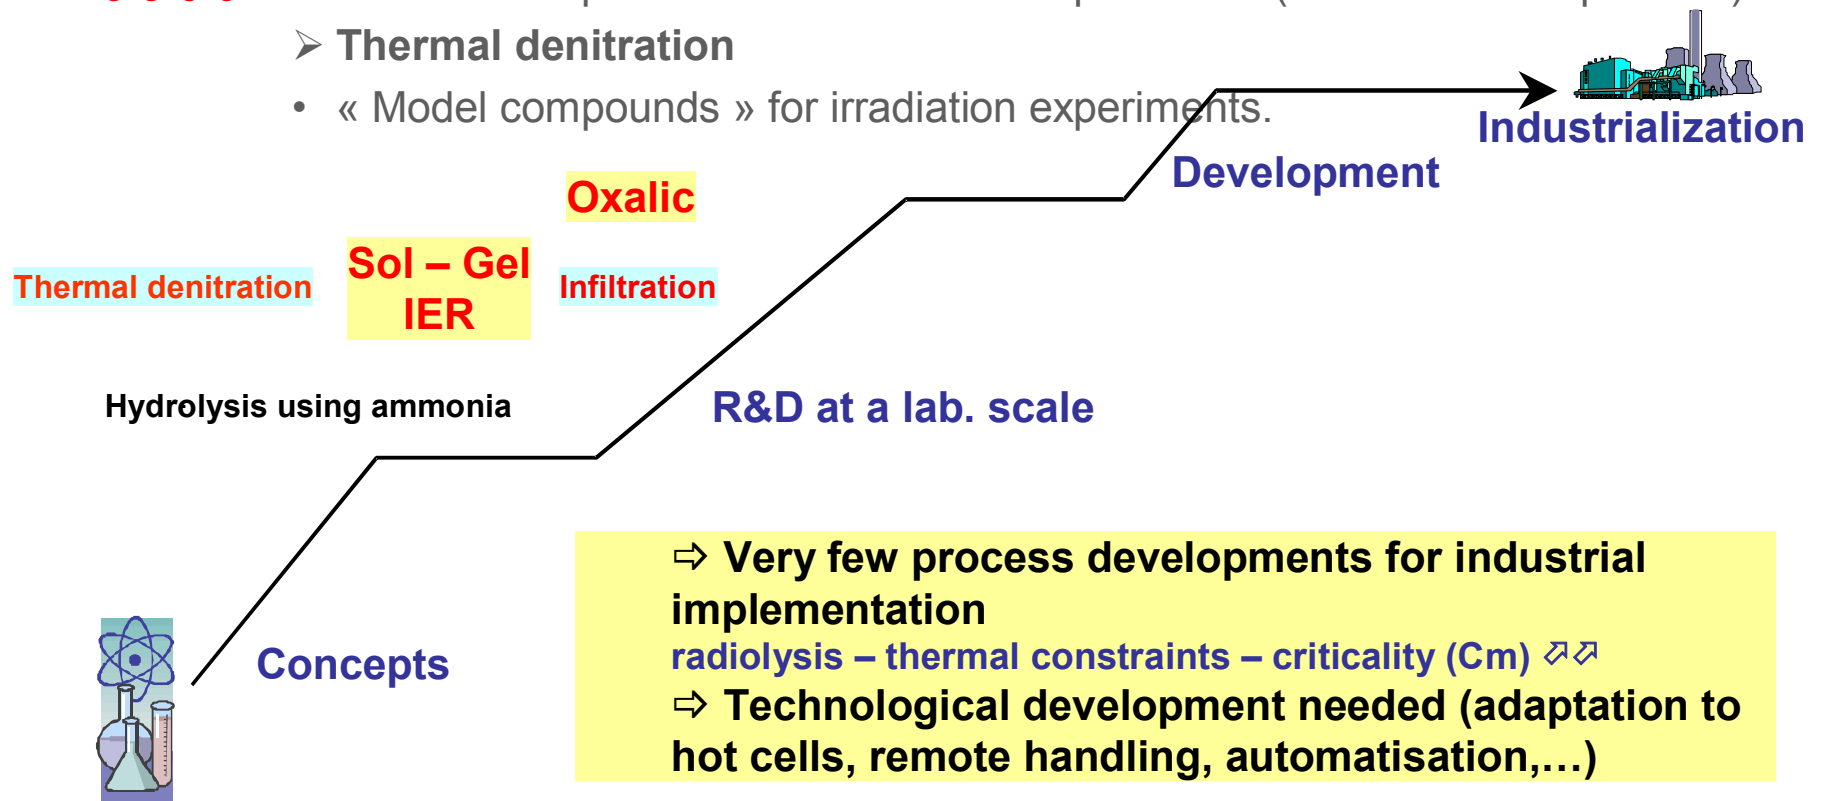 ➢ Thermal denitration
• « Model compounds » for irradiation experiments.
Industrialization
Development
Oxalic
Sol – Gel
IER
Thermal denitration
Infiltration
Hydrolysis using ammonia
R&D at a lab. scale
Concepts
⇨ Very few process developments for industrial
implementation
radiolysis – thermal constraints – criticality (Cm) ⬀⬀
⇨ Technological development needed (adaptation to
hot cells, remote handling, automatisation,…)